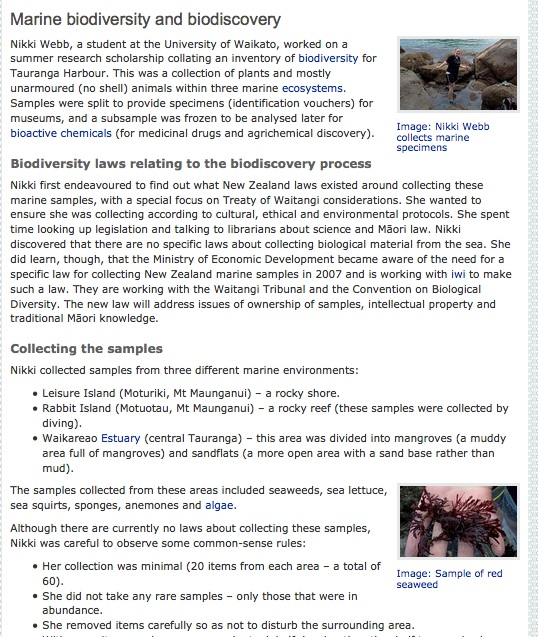 Marine biodiversity and biodiscovery
Nikki Webb, a student at the University of Waikato, worked on a
summer research scholarship collating an inventory of biodiversity for
Tauranga Harbour. This was a collection of plants and mostly
unarmoured (no shell) animals within three marine ecosystems.
Samples were split to provide specimens (identification vouchers) for
museums, and a subsample was frozen to be analysed later for
bioactive chemicals (for medicinal drugs and agrichemical discovery).
Image: Nikki Webb
collects marine
specimens
Biodiversity laws relating to the biodiscovery process
Nikki first endeavoured to find out what New Zealand laws existed around collecting these
marine samples, with a special focus on Treaty of Waitangi considerations. She wanted to
ensure she was collecting according to cultural, ethical and environmental protocols. She spent
time looking up legislation and talking to librarians about science and Māori law. Nikki
discovered that there are no specific laws about collecting biological material from the sea. She
did learn, though, that the Ministry of Economic Development became aware of the need for a
specific law for collecting New Zealand marine samples in 2007 and is working with iwi to make
such a law. They are working with the Waitangi Tribunal and the Convention on Biological
Diversity. The new law will address issues of ownership of samples, intellectual property and
traditional Māori knowledge.
Collecting the samples
Nikki collected samples from three different marine environments:
• Leisure Island (Moturiki, Mt Maunganui) – a rocky shore.
• Rabbit Island (Motuotau, Mt Maunganui) – a rocky reef (these samples were collected by
diving).
• Waikareao Estuary (central Tauranga) – this area was divided into mangroves (a muddy
area full of mangroves) and sandflats (a more open area with a sand base rather than
mud).
The samples collected from these areas included seaweeds, sea lettuce,
sea squirts, sponges, anemones and algae.
Although there are currently no laws about collecting these samples,
Nikki was careful to observe some common-sense rules:
• Her collection was minimal (20 items from each area – a total of
60).
• She did not take any rare samples – only those that were in
abundance.
• She removed items carefully so as not to disturb the surrounding area.
Image: Sample of red
seaweed